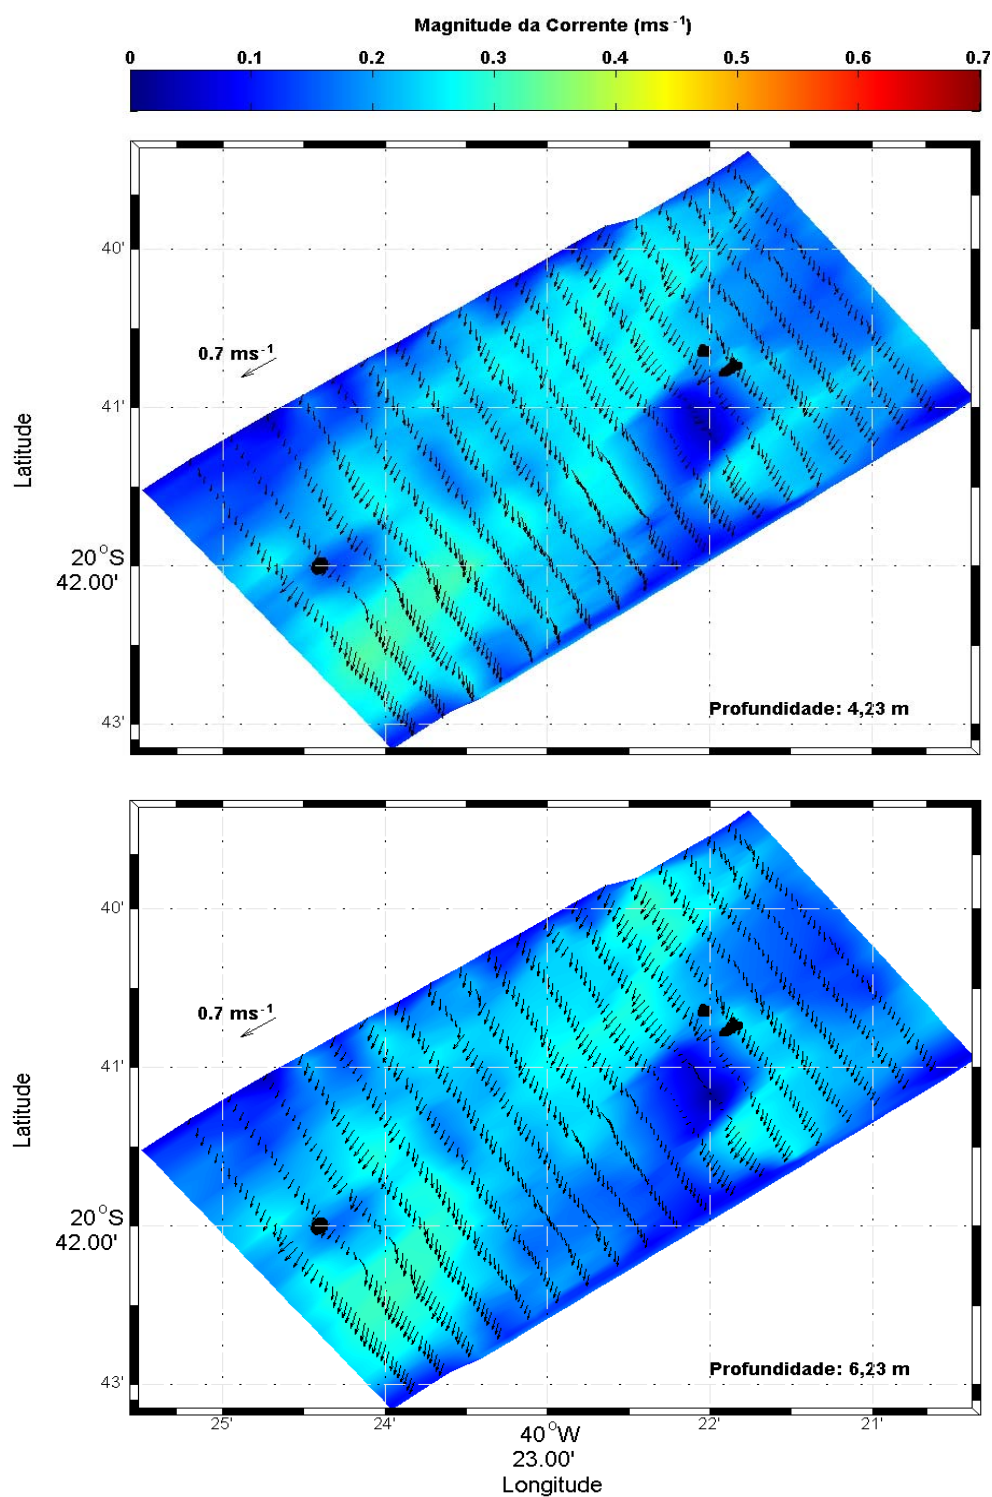 Magnitude da Corrente (ms⁻¹)
0 0.1 0.2 0.3 0.4 0.5 0.6 0.7
40'
0.7 ms⁻¹
41'
Latitude
20°S
42.00'
Profundidade: 4,23 m
43'
40'
0.7 ms⁻¹
41'
Latitude
20°S
42.00'
Profundidade: 6,23 m
43'
25' 24' 22' 21'
40°W
23.00'
Longitude